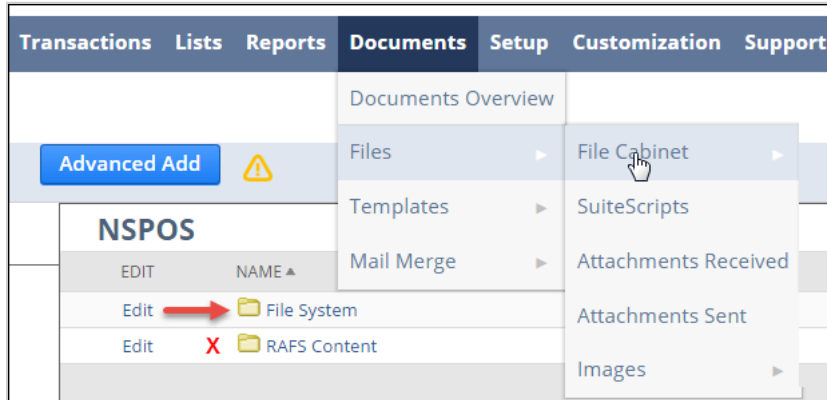 Transactions Lists Reports Documents Setup Customization Support
Documents Overview
Advanced Add
Files
File Cabinet
Templates
SuiteScripts
NSPOS
Mail Merge
Attachments Received
EDIT NAME
Edit File System
Attachments Sent
Edit X RAFS Content
Images